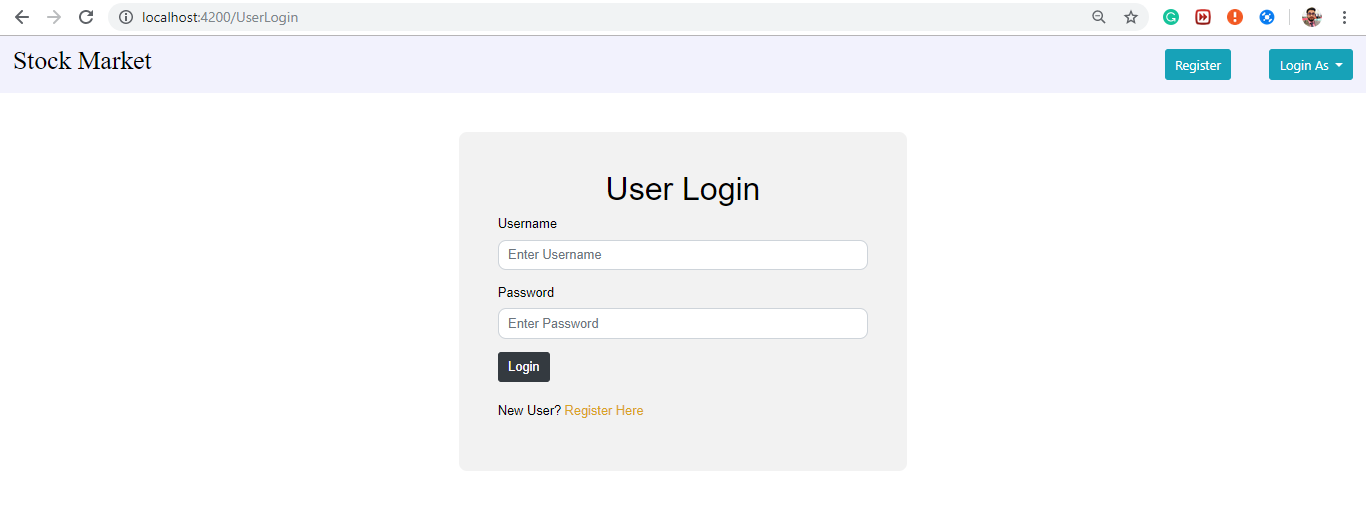 localhost:4200/UserLogin
Stock Market
Register
Login As
User Login
Username
Enter Username
Password
Enter Password
Login
New User? Register Here